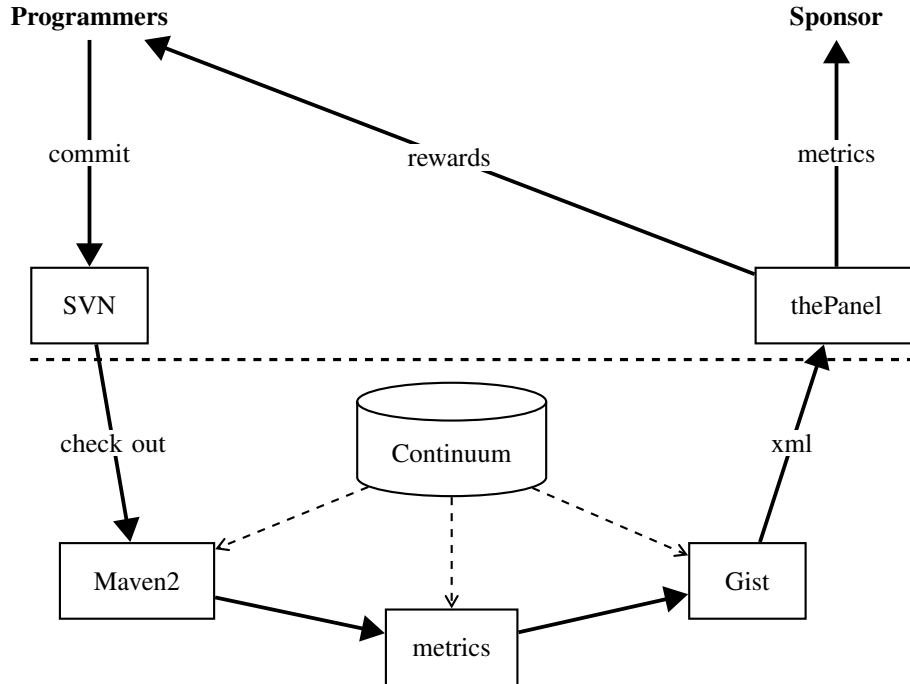 Programmers
Sponsor
commit
rewards
metrics
SVN
thePanel
check out
Continuum
xml
Maven2
Gist
metrics